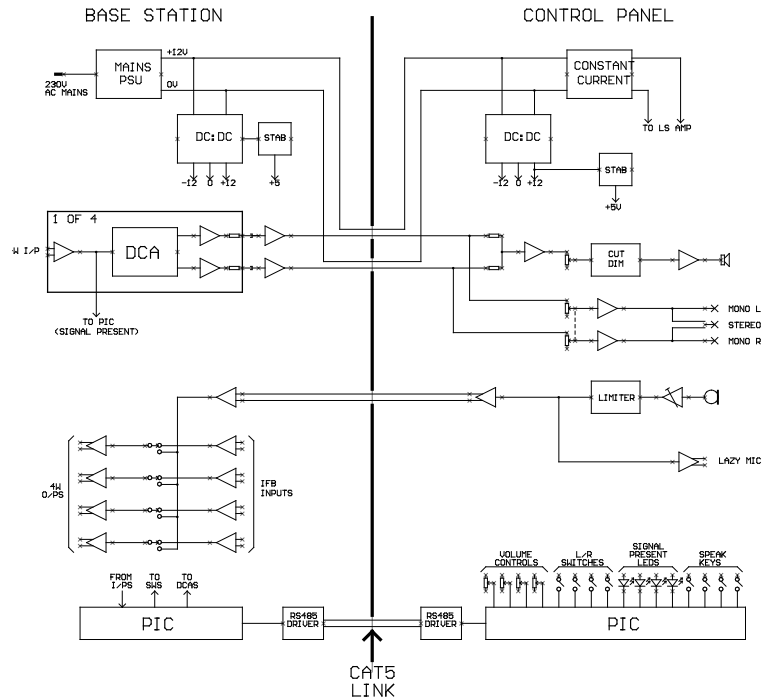 BASE STATION
CONTROL PANEL
+12V
MAINS
PSU
0V
230V
AC MAINS
CONSTANT
CURRENT
TO LS AMP
DC:DC
STAB
-12 0 +12
+5
DC:DC
STAB
-12 0 +12
+5V
1 OF 4
4W I/P
DCA
TO PIC
(SIGNAL PRESENT)
CUT
DIM
MONO L
STEREO
MONO R
LIMITER
LAZY MIC
4W
O/PS
IFB
INPUTS
FROM
I/PS
TO
SWS
TO
DCAS
VOLUME
CONTROLS
L/R
SWITCHES
SIGNAL
PRESENT
LEDS
SPEAK
KEYS
PIC
RS485
DRIVER
RS485
DRIVER
PIC
CAT5
LINK